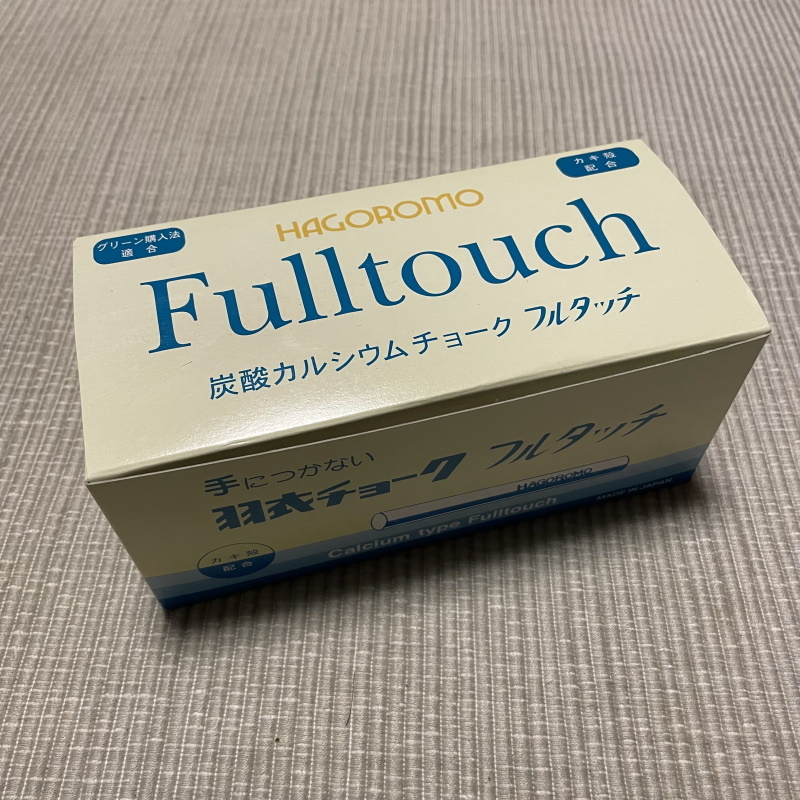 グリーン購入法
適合
カキ殻
配合
HAGOROMO
Fulltouch
炭酸カルシウムチョーク フルタッチ
手につかない
羽衣チョーク フルタッチ
HAGOROMO
カキ殻
配合
Calcium type Fulltouch
MADE IN JAPAN